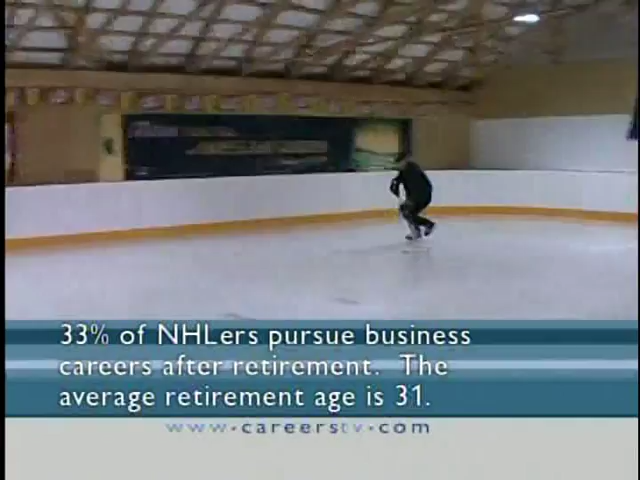 33% of NHLers pursue business
careers after retirement. The
average retirement age is 31.
www.careerstv.com